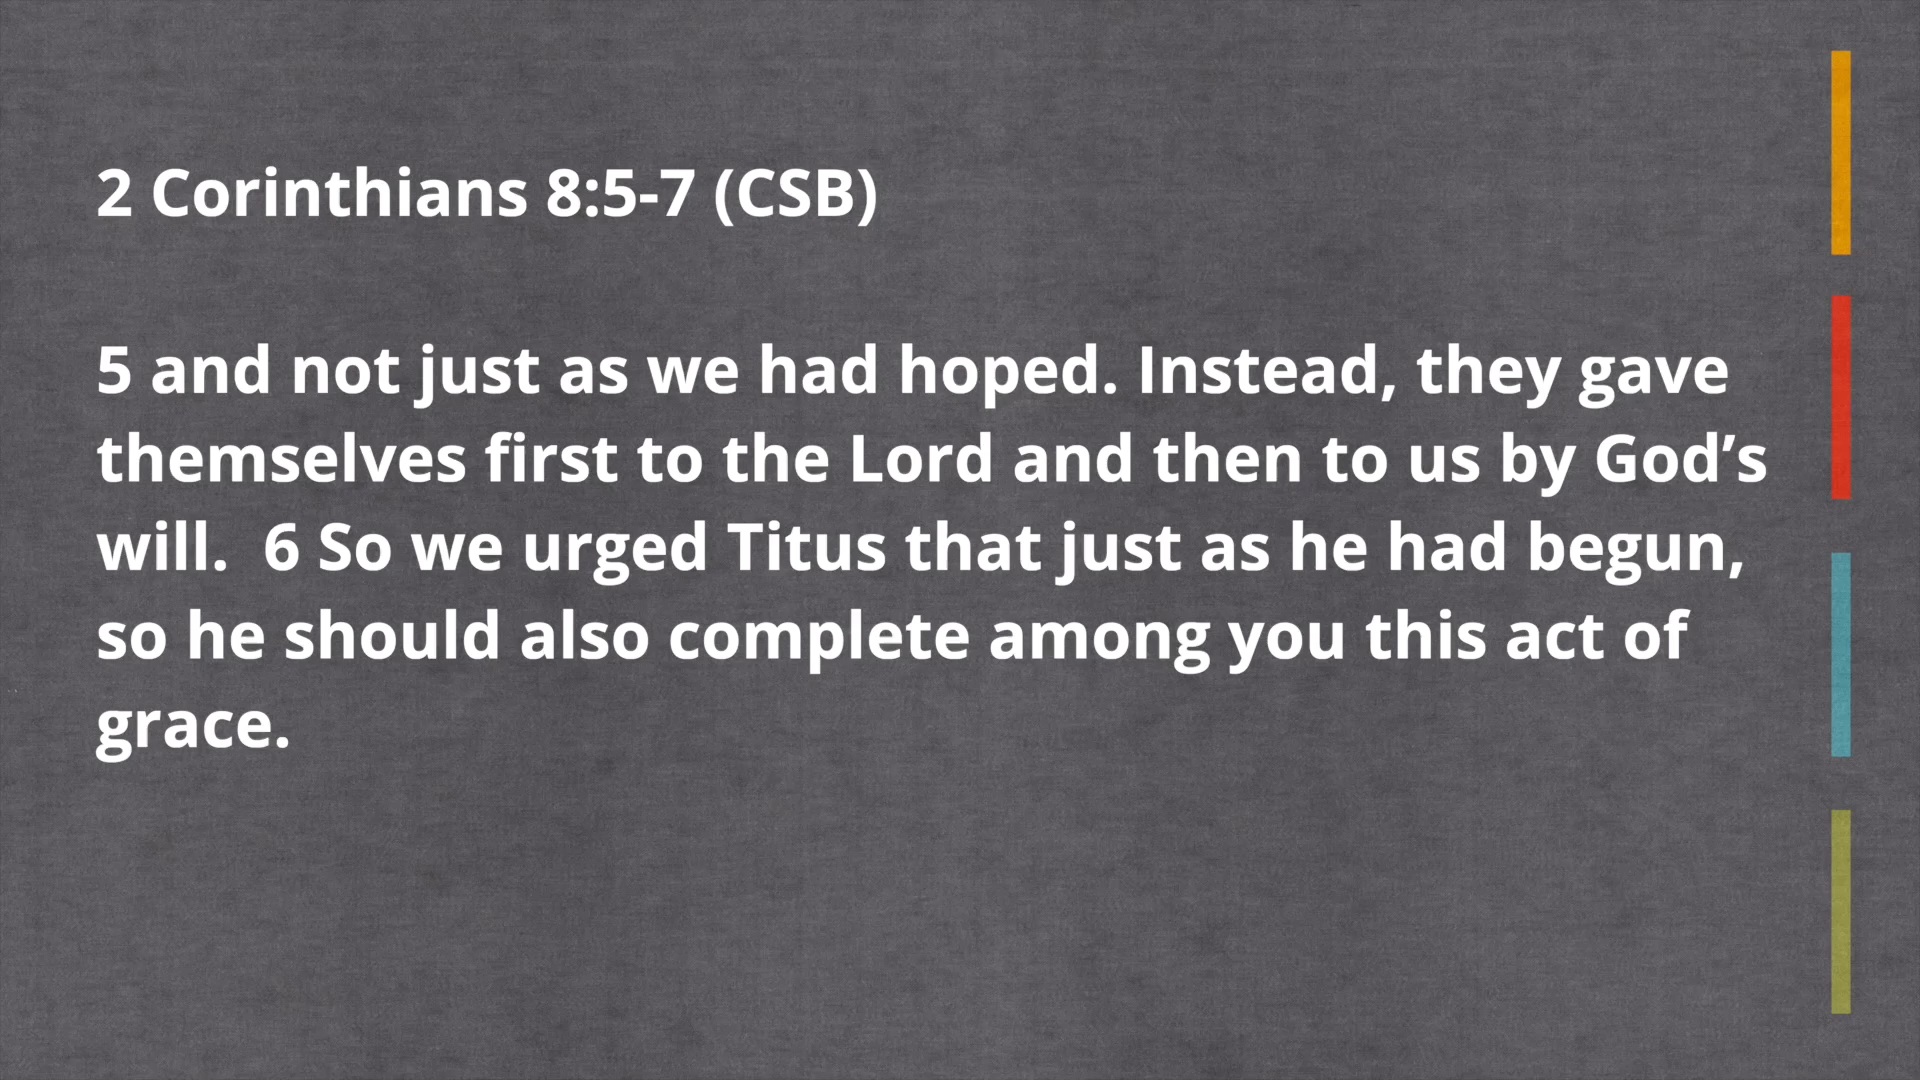 2 Corinthians 8:5-7 (CSB)
5 and not just as we had hoped. Instead, they gave
themselves first to the Lord and then to us by God’s
will.  6 So we urged Titus that just as he had begun,
so he should also complete among you this act of
grace.